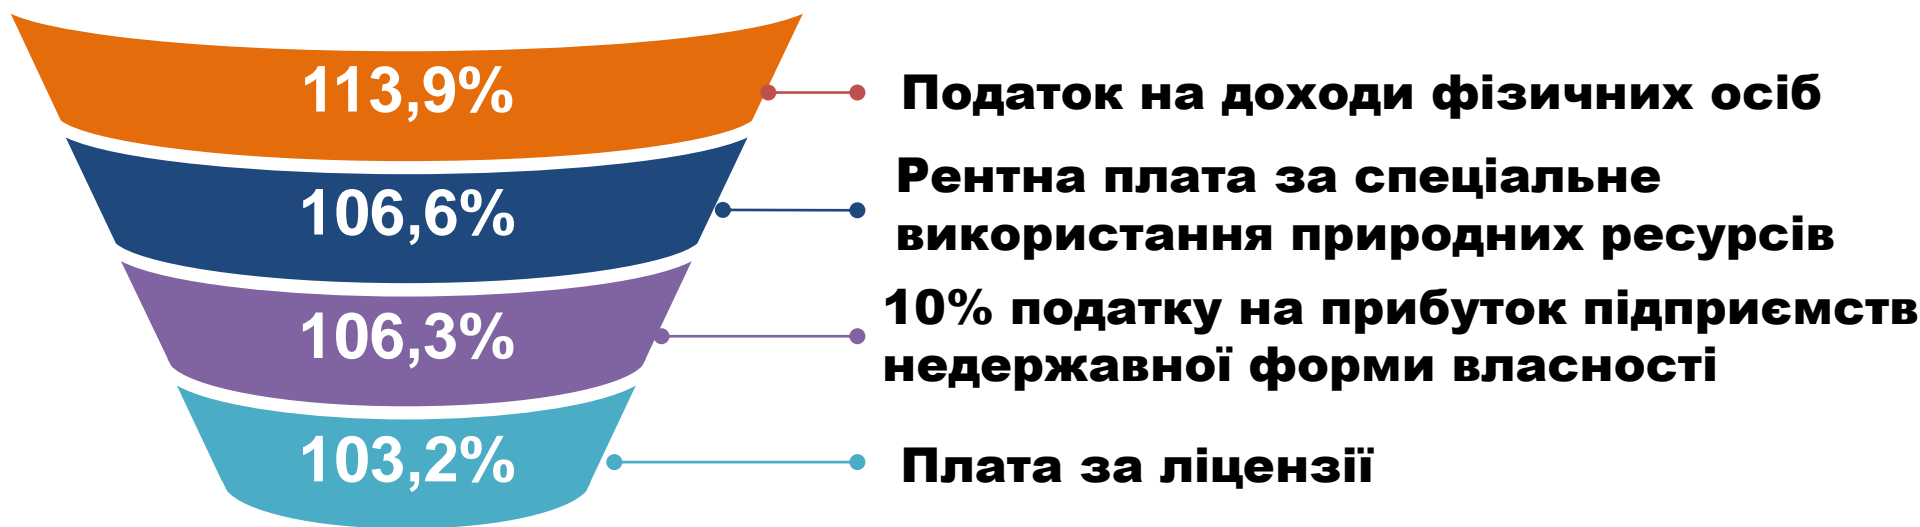 113,9%
Податок на доходи фізичних осіб
106,6%
Рентна плата за спеціальне
використання природних ресурсів
106,3%
10% податку на прибуток підприємств
недержавної форми власності
103,2%
Плата за ліцензії